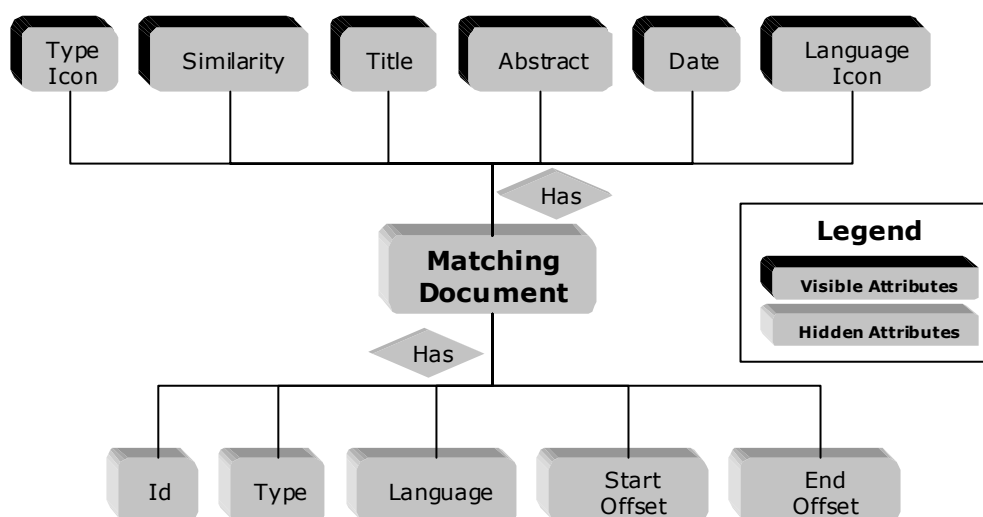 Type
Icon
Similarity
Title
Abstract
Date
Language
Icon
Has
Matching
Document
Has
Legend
Visible Attributes
Hidden Attributes
Id
Type
Language
Start
Offset
End
Offset